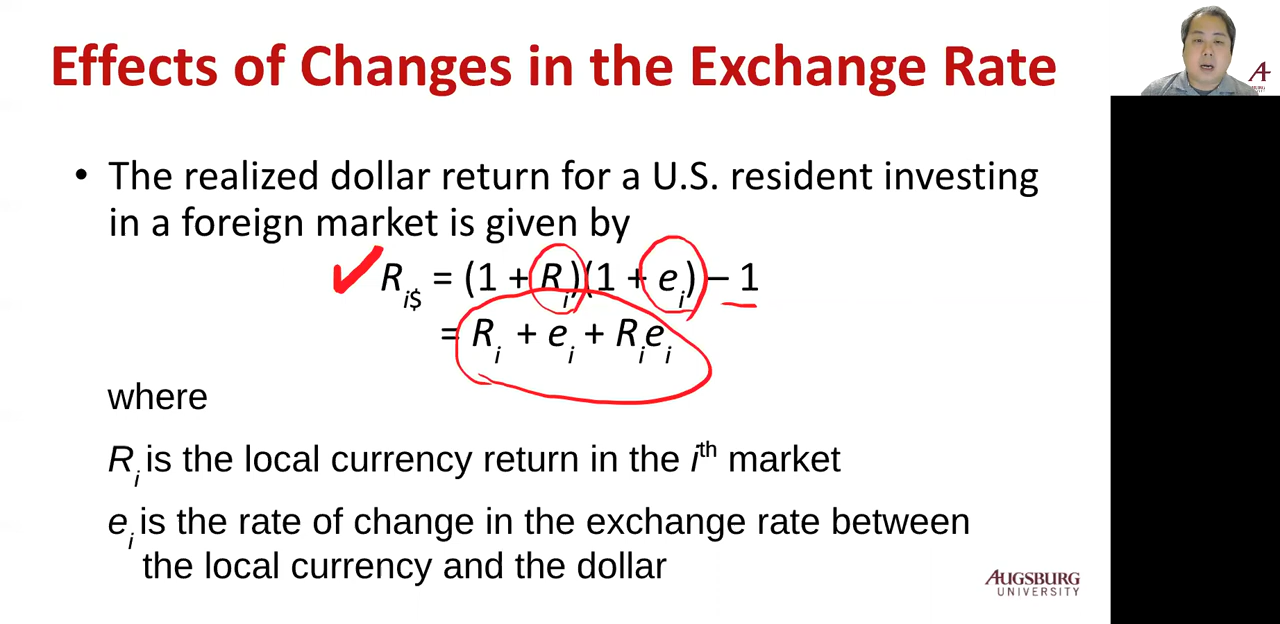 Effects of Changes in the Exchange Rate
• The realized dollar return for a U.S. resident investing
in a foreign market is given by
R_i$ = (1 + R_i)(1 + e_i) – 1
= R_i + e_i + R_i e_i
where
R_i is the local currency return in the i^th market
e_i is the rate of change in the exchange rate between
the local currency and the dollar
AUGSBURG
UNIVERSITY